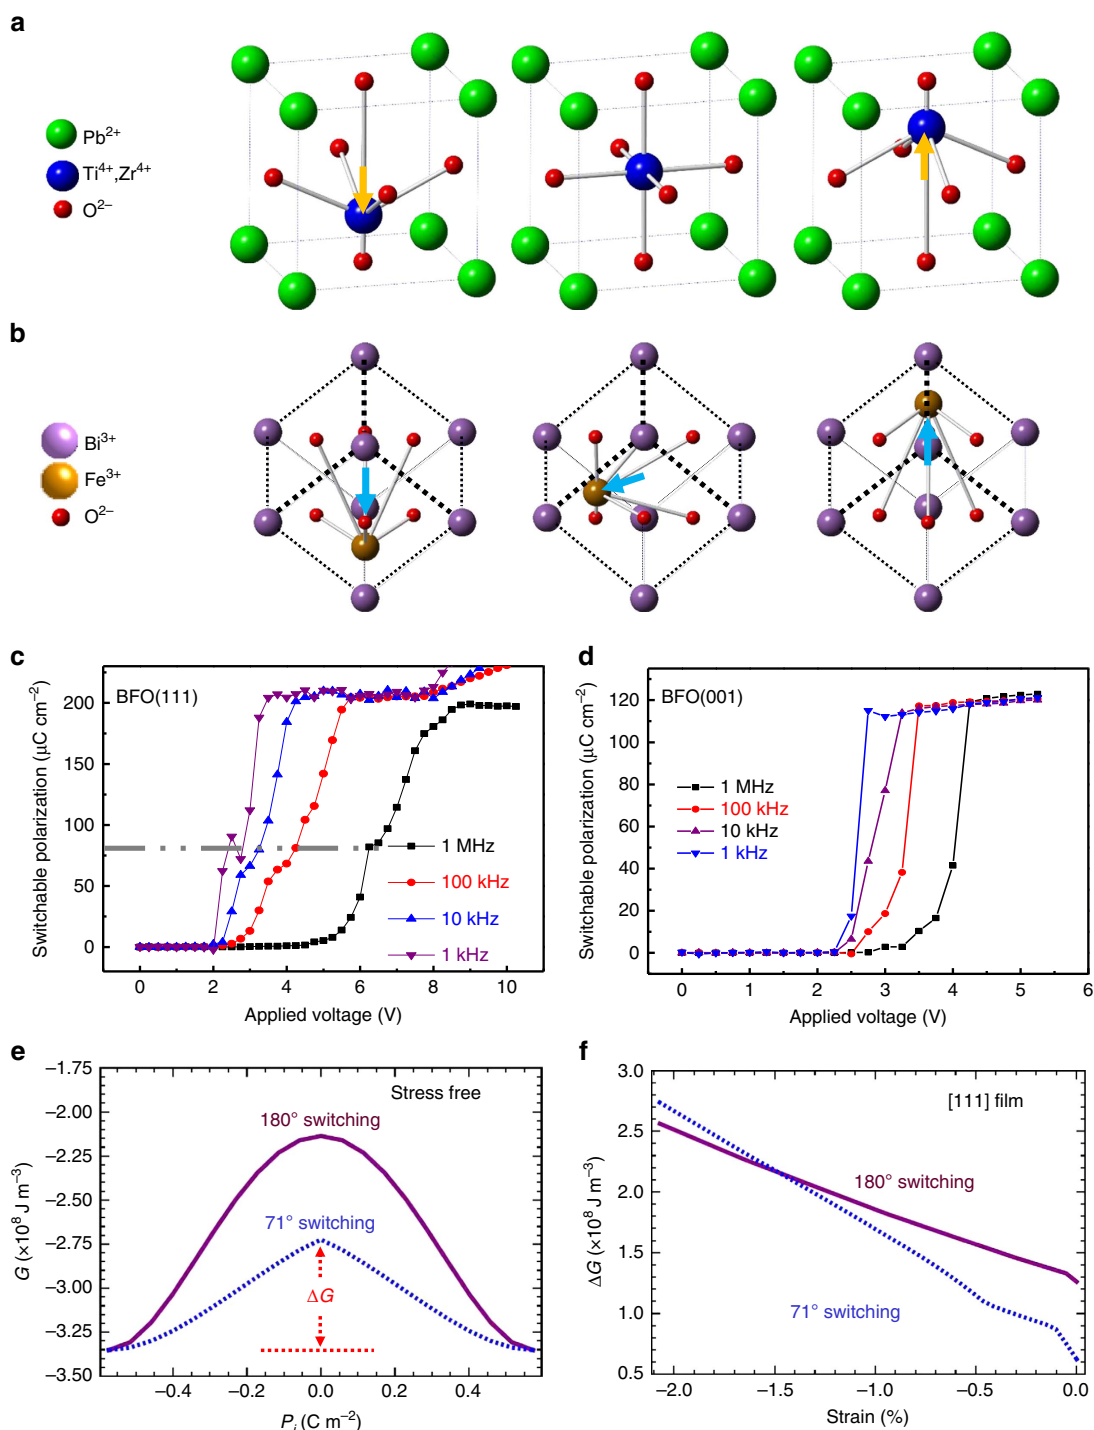 a
Pb2+
Ti4+,Zr4+
O2−
b
Bi3+
Fe3+
O2−
c
BFO(111)
Switchable polarization (μC cm−2)
200
150
100
50
0
1 MHz
100 kHz
10 kHz
1 kHz
0 2 4 6 8 10
Applied voltage (V)
d
BFO(001)
Switchable polarization (μC cm−2)
120
100
80
60
40
20
0
1 MHz
100 kHz
10 kHz
1 kHz
0 1 2 3 4 5 6
Applied voltage (V)
e
Stress free
G (×10^8 J m−3)
−1.75
−2.00
−2.25
−2.50
−2.75
−3.00
−3.25
−3.50
180° switching
71° switching
ΔG
−0.4 −0.2 0.0 0.2 0.4
Pi (C m−2)
f
[111] film
ΔG (×10^8 J m−3)
3.0
2.5
2.0
1.5
1.0
0.5
180° switching
71° switching
−2.0 −1.5 −1.0 −0.5 0.0
Strain (%)